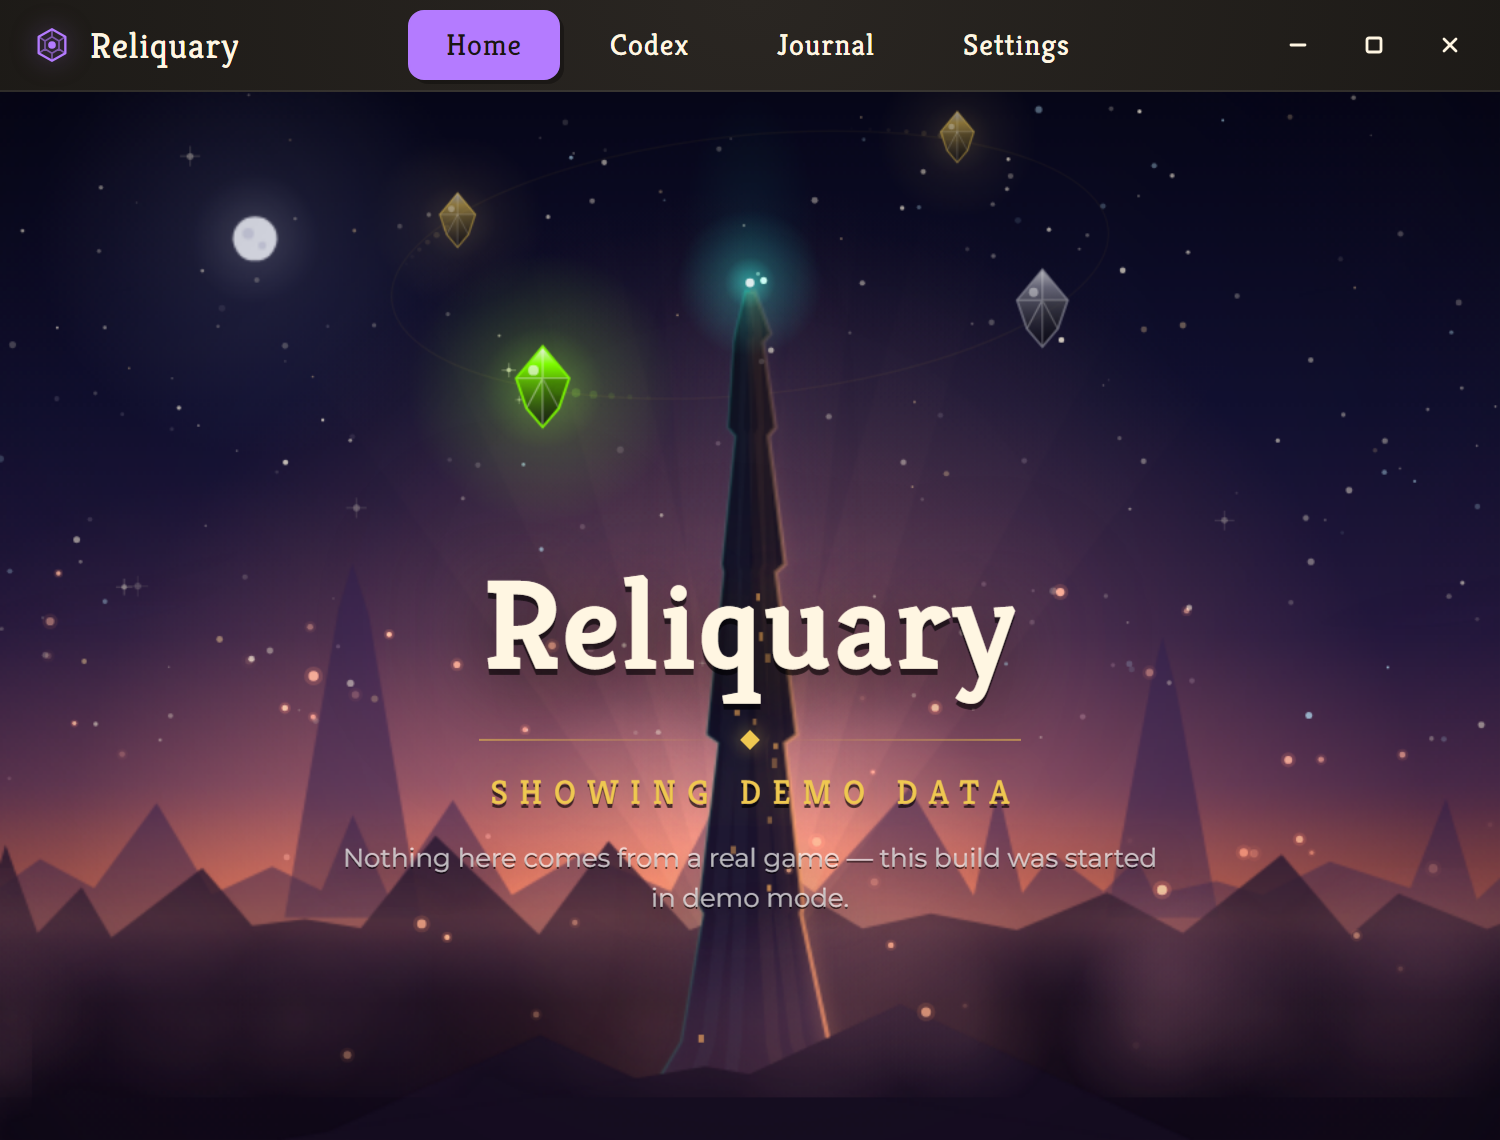 Reliquary
Home
Codex
Journal
Settings
Reliquary
SHOWING DEMO DATA
Nothing here comes from a real game — this build was started
in demo mode.